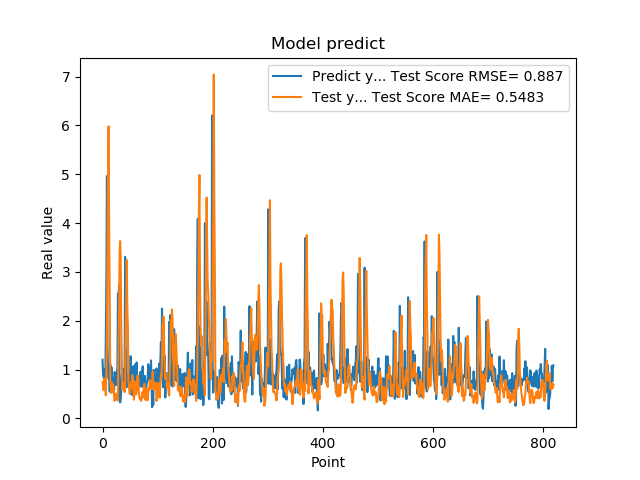 Model predict
Predict y... Test Score RMSE= 0.887
Test y... Test Score MAE= 0.5483
Real value
7
6
5
4
3
2
1
0
0 200 400 600 800
Point